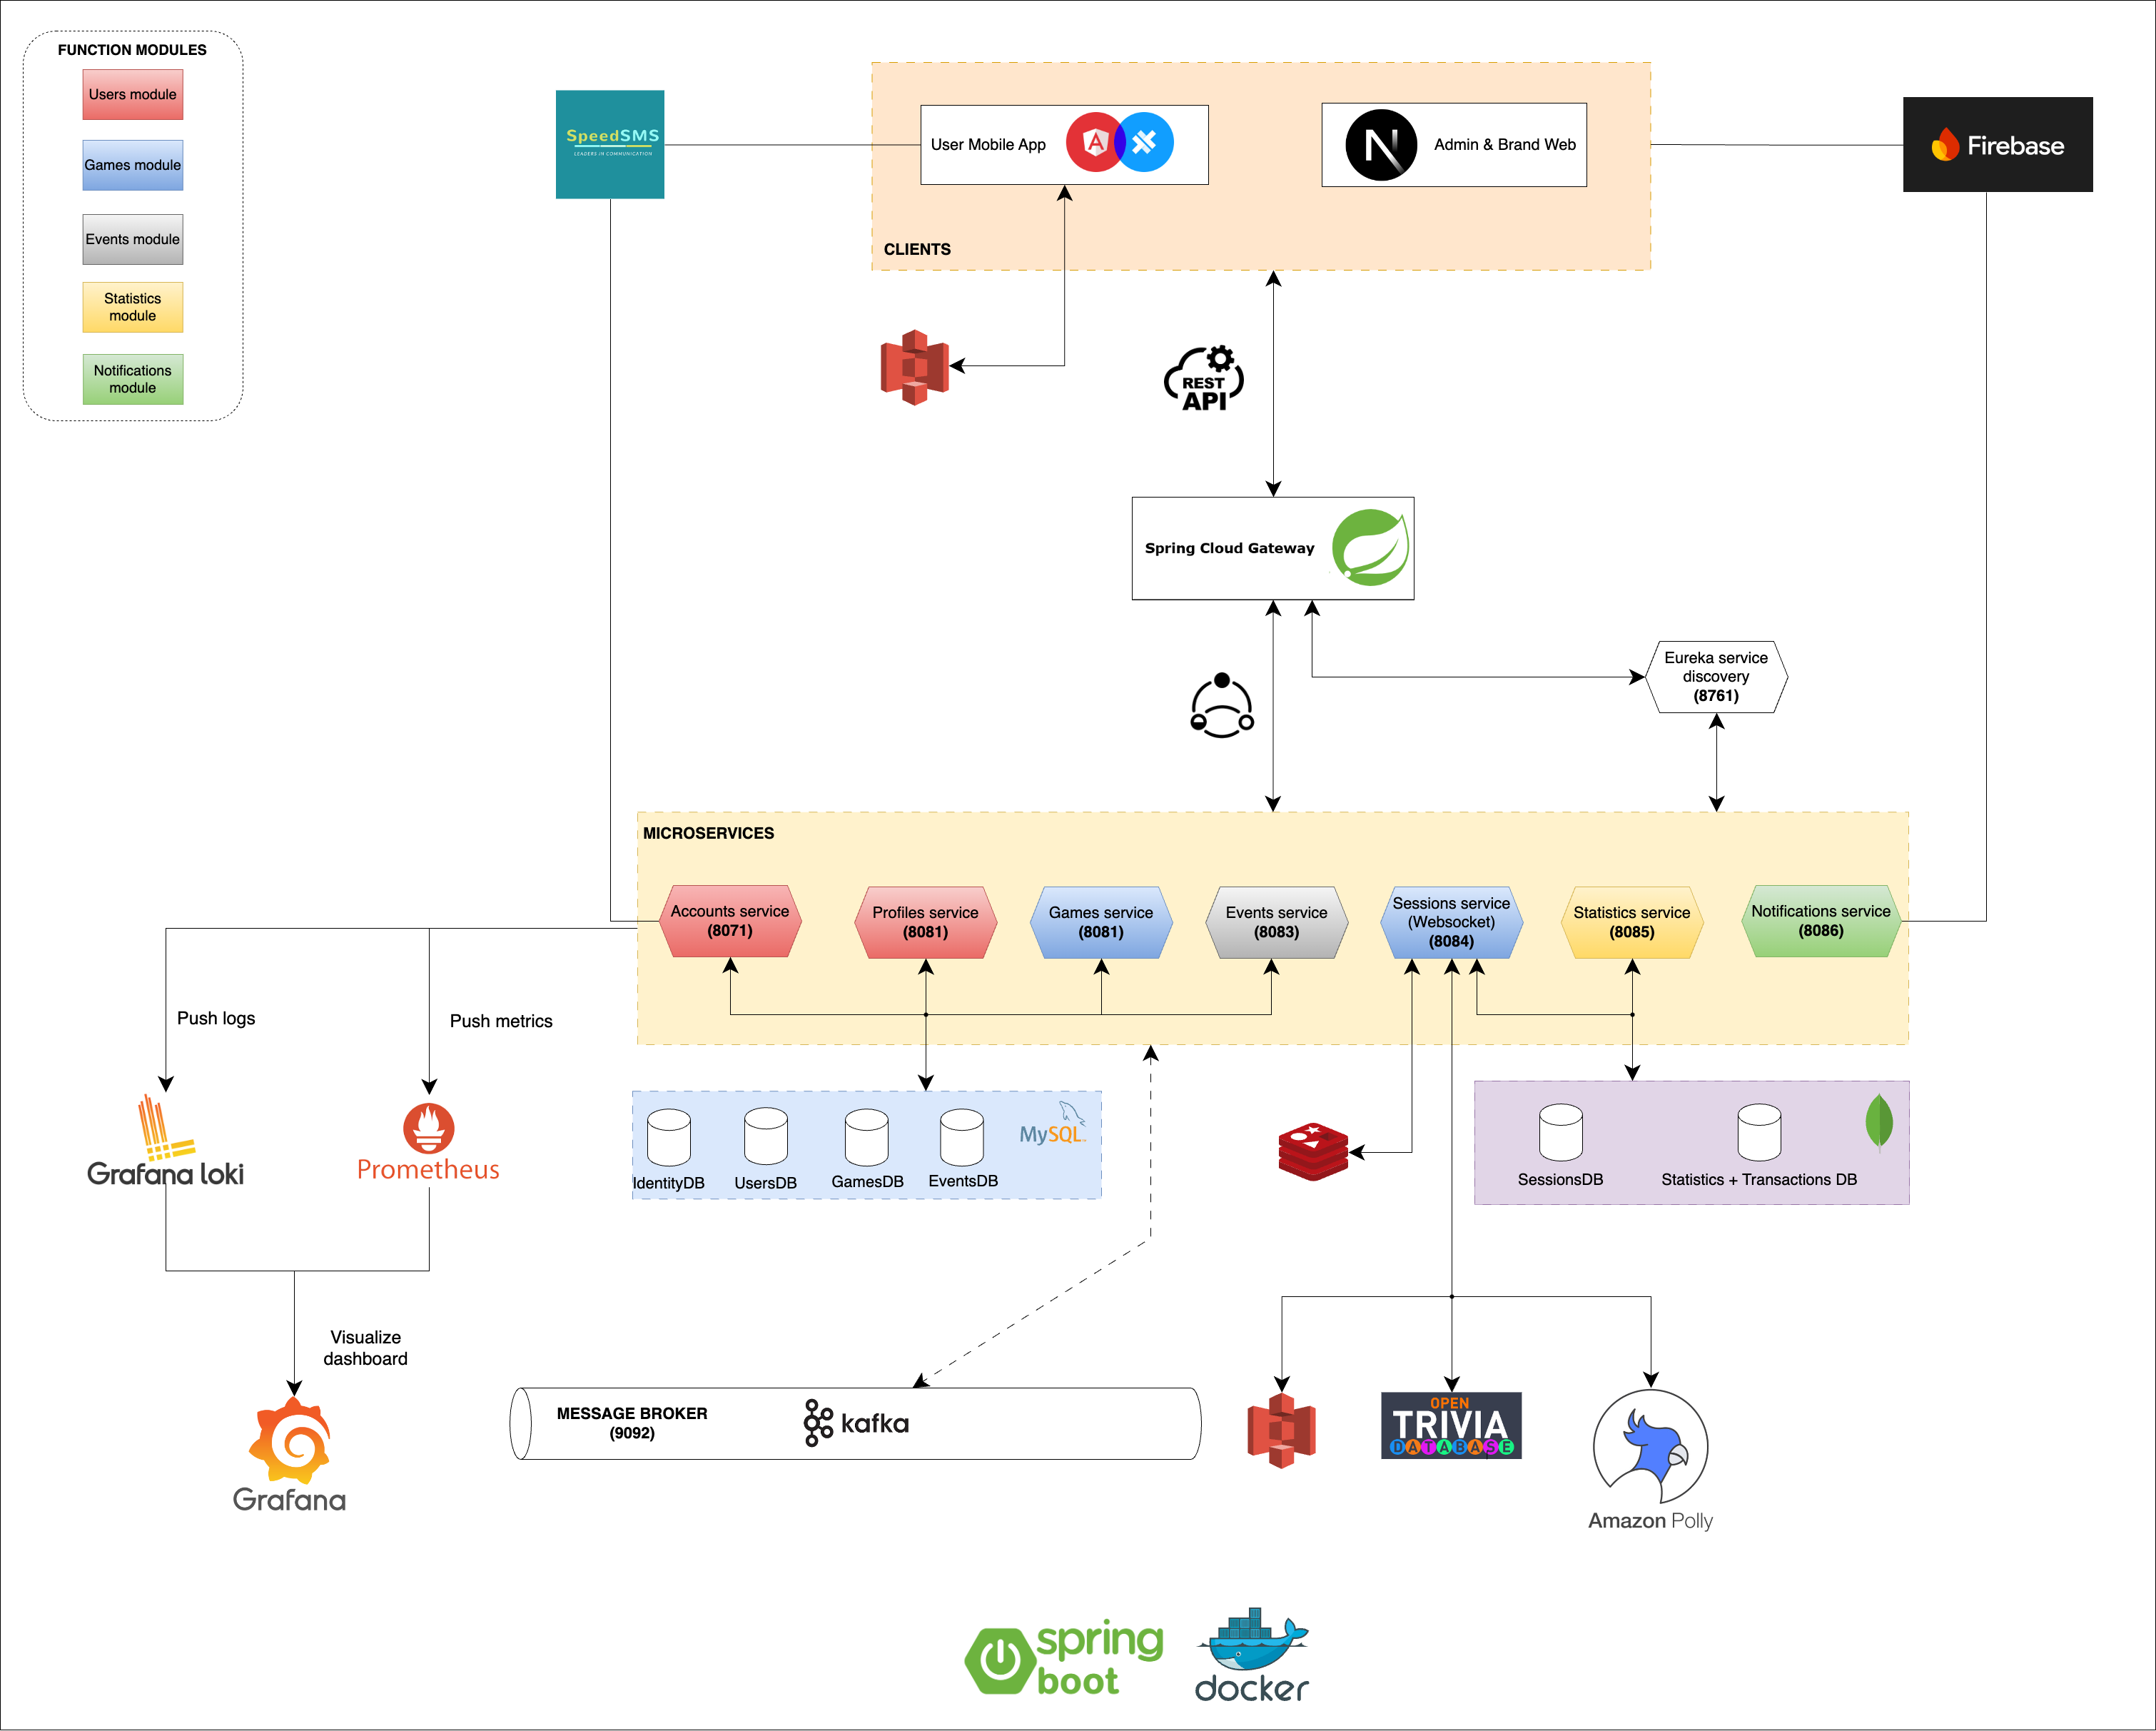 FUNCTION MODULES
Users module
Games module
Events module
Statistics
module
Notifications
module
SpeedSMS
LEADERS IN COMMUNICATION
User Mobile App
Admin & Brand Web
CLIENTS
Firebase
REST
API
Spring Cloud Gateway
Eureka service
discovery
(8761)
MICROSERVICES
Accounts service
(8071)
Profiles service
(8081)
Games service
(8081)
Events service
(8083)
Sessions service
(Websocket)
(8084)
Statistics service
(8085)
Notifications service
(8086)
Push logs
Push metrics
Grafana loki
Prometheus
IdentityDB
UsersDB
GamesDB
EventsDB
MySQL
SessionsDB
Statistics + Transactions DB
Visualize
dashboard
Grafana
MESSAGE BROKER
(9092)
kafka
OPEN
TRIVIA
DATABASE
Amazon Polly
spring
boot
docker